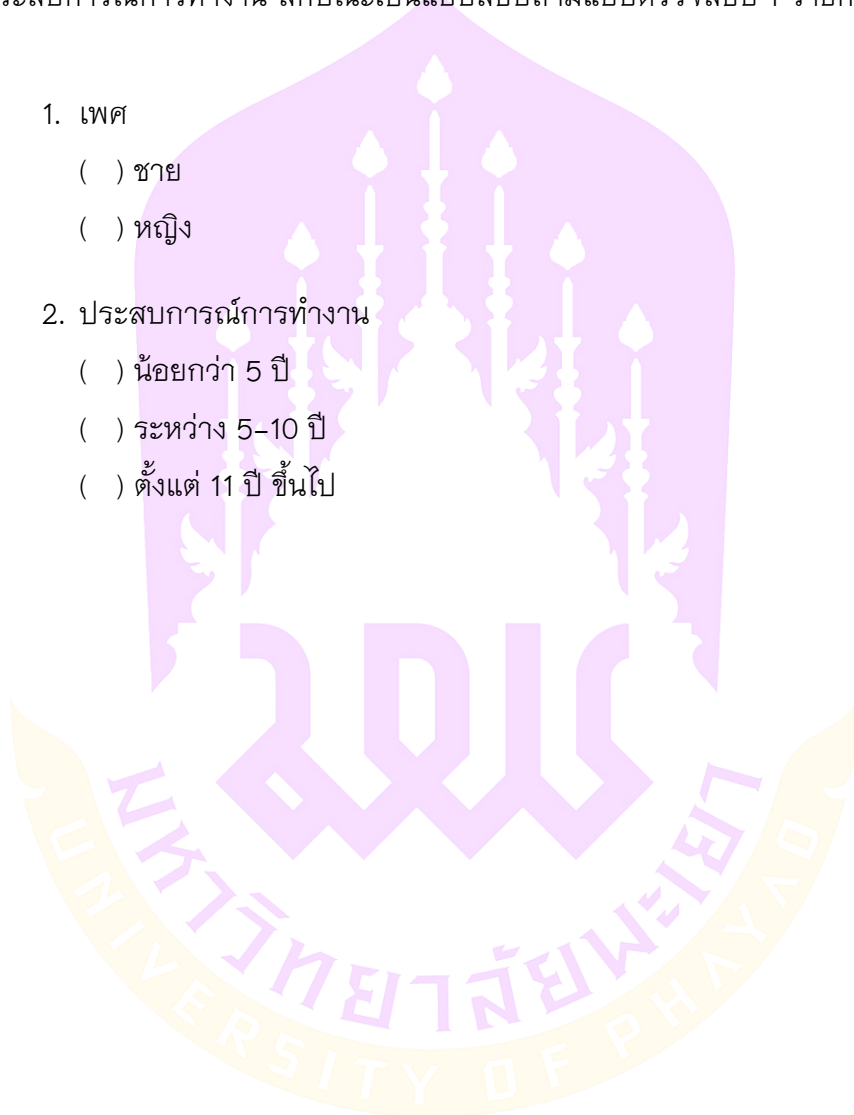 1. เพศ
( ) ชาย
( ) หญิง
2. ประสบการณ์การทำงาน
( ) น้อยกว่า 5 ปี
( ) ระหว่าง 5–10 ปี
( ) ตั้งแต่ 11 ปี ขึ้นไป
มหาวิทยาลัยพะเยา
UNIVERSITY OF PHAYAO